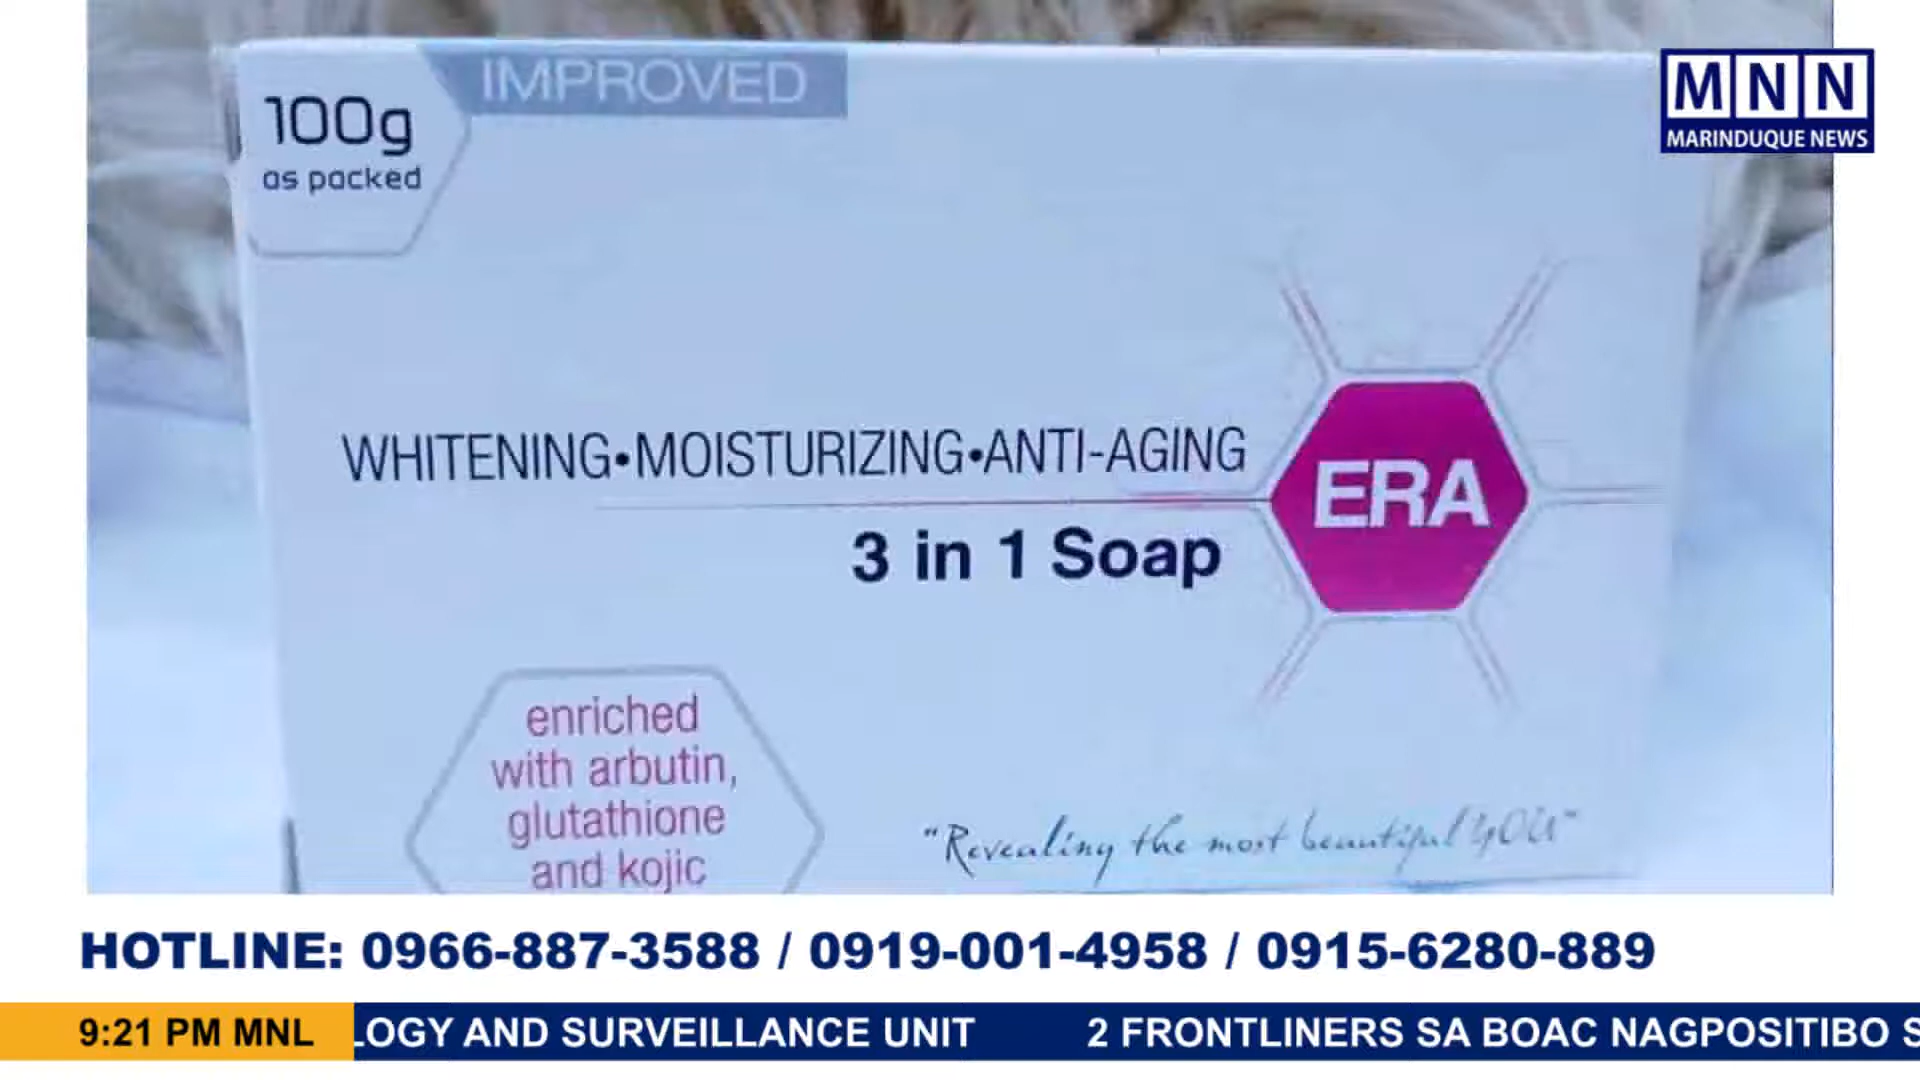 IMPROVED
100g
as packed
MNN
MARINDUQUE NEWS
WHITENING•MOISTURIZING•ANTI-AGING
ERA
3 in 1 Soap
enriched
with arbutin,
glutathione
and kojic
"Revealing the most beautiful YOU"
HOTLINE: 0966-887-3588 / 0919-001-4958 / 0915-6280-889
9:21 PM MNL
LOGY AND SURVEILLANCE UNIT 2 FRONTLINERS SA BOAC NAGPOSITIBO S